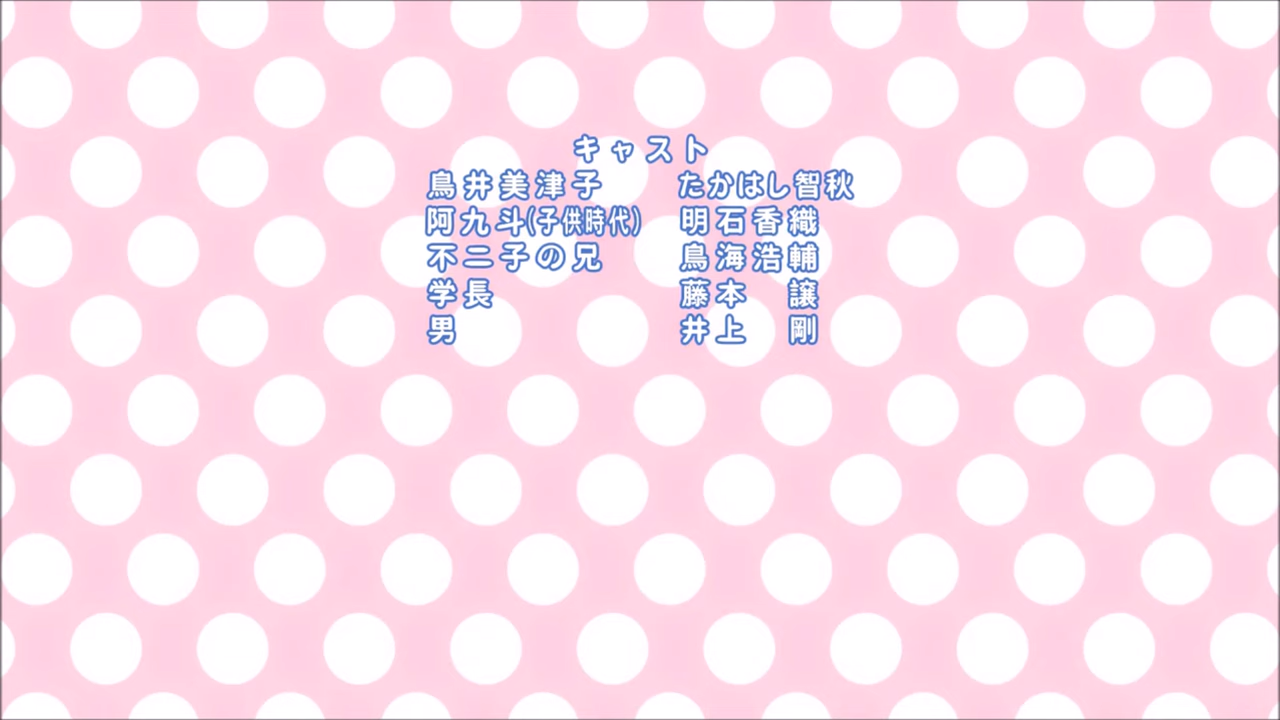 キャスト
鳥井美津子 たかはし智秋
阿九斗(子供時代) 明石香織
不二子の兄 鳥海浩輔
学長 藤本 譲
男 井上 剛